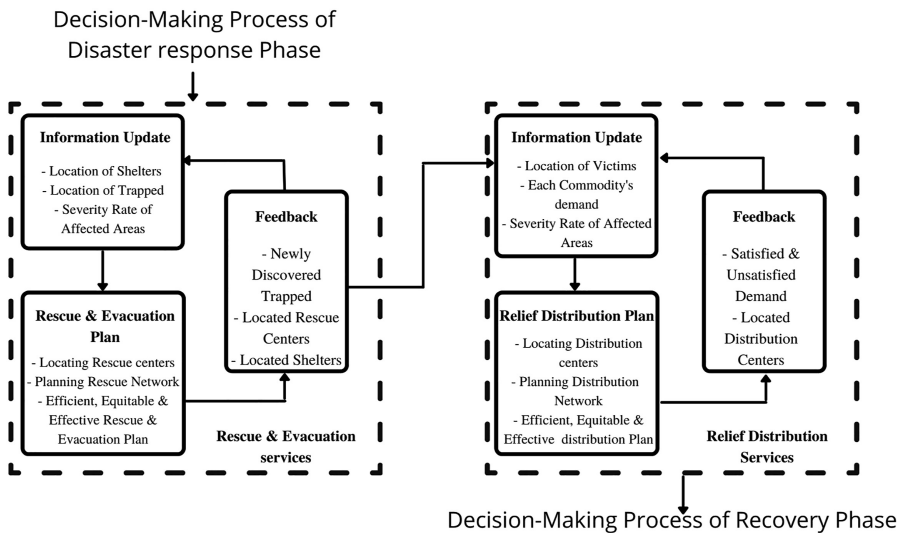 Decision-Making Process of
Disaster response Phase
Information Update
- Location of Shelters
- Location of Trapped
- Severity Rate of
Affected Areas
Feedback
- Newly
Discovered
Trapped
- Located Rescue
Centers
- Located Shelters
Rescue & Evacuation
Plan
- Locating Rescue centers
- Planning Rescue Network
- Efficient, Equitable &
Effective Rescue &
Evacuation Plan
Rescue & Evacuation
services
Information Update
- Location of Victims
- Each Commodity's
demand
- Severity Rate of Affected
Areas
Feedback
- Satisfied &
Unsatisfied
Demand
- Located
Distribution
Centers
Relief Distribution Plan
- Locating Distribution
centers
- Planning Distribution
Network
- Efficient, Equitable &
Effective distribution Plan
Relief Distribution
Services
Decision-Making Process of Recovery Phase